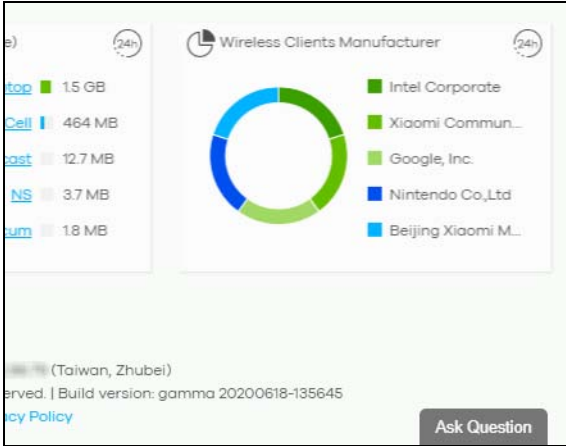 e) 24h
top 1.5 GB
Cell 464 MB
cast 12.7 MB
NS 3.7 MB
cum 1.8 MB
Wireless Clients Manufacturer 24h
Intel Corporate
Xiaomi Commun...
Google, Inc.
Nintendo Co.,Ltd
Beijing Xiaomi M...
(Taiwan, Zhubei)
erved. | Build version: gamma 20200618-135645
acy Policy
Ask Question